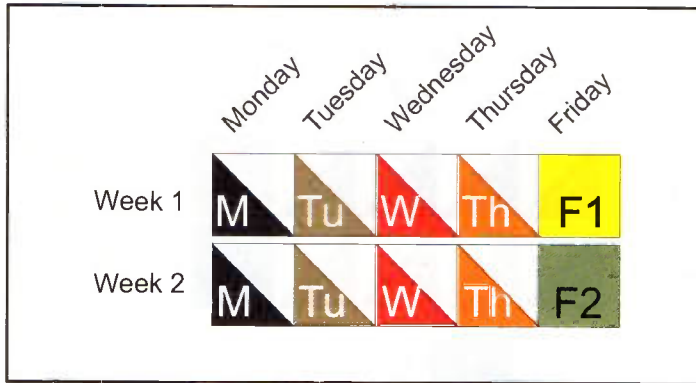 Monday Tuesday Wednesday Thursday Friday
Week 1 M Tu W Th F1
Week 2 M Tu W Th F2